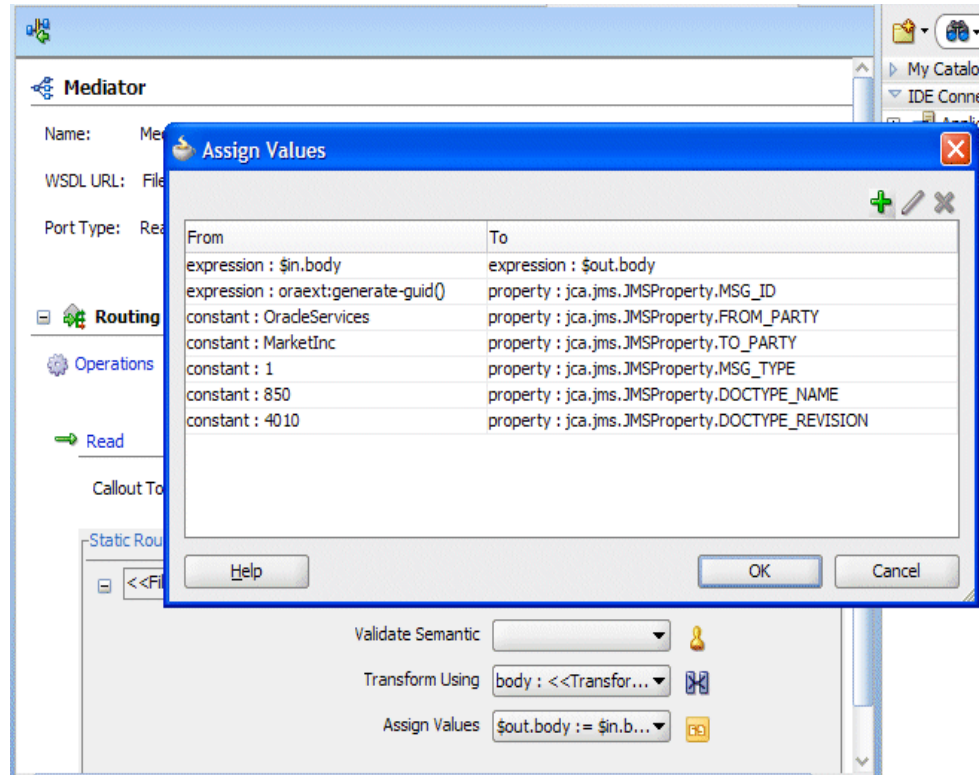 Mediator
My Catalo
IDE Conne
Name:
WSDL URL: File
Port Type: Rea
Assign Values
From To
expression : $in.body expression : $out.body
expression : oraext:generate-guid() property : jca.jms.JMSProperty.MSG_ID
constant : OracleServices property : jca.jms.JMSProperty.FROM_PARTY
constant : MarketInc property : jca.jms.JMSProperty.TO_PARTY
constant : 1 property : jca.jms.JMSProperty.MSG_TYPE
constant : 850 property : jca.jms.JMSProperty.DOCTYPE_NAME
constant : 4010 property : jca.jms.JMSProperty.DOCTYPE_REVISION
Routing
Operations
Read
Callout To
Static Rou
<<Fil
Help OK Cancel
Validate Semantic
Transform Using body : <<Transfor...
Assign Values $out.body := $in.b...